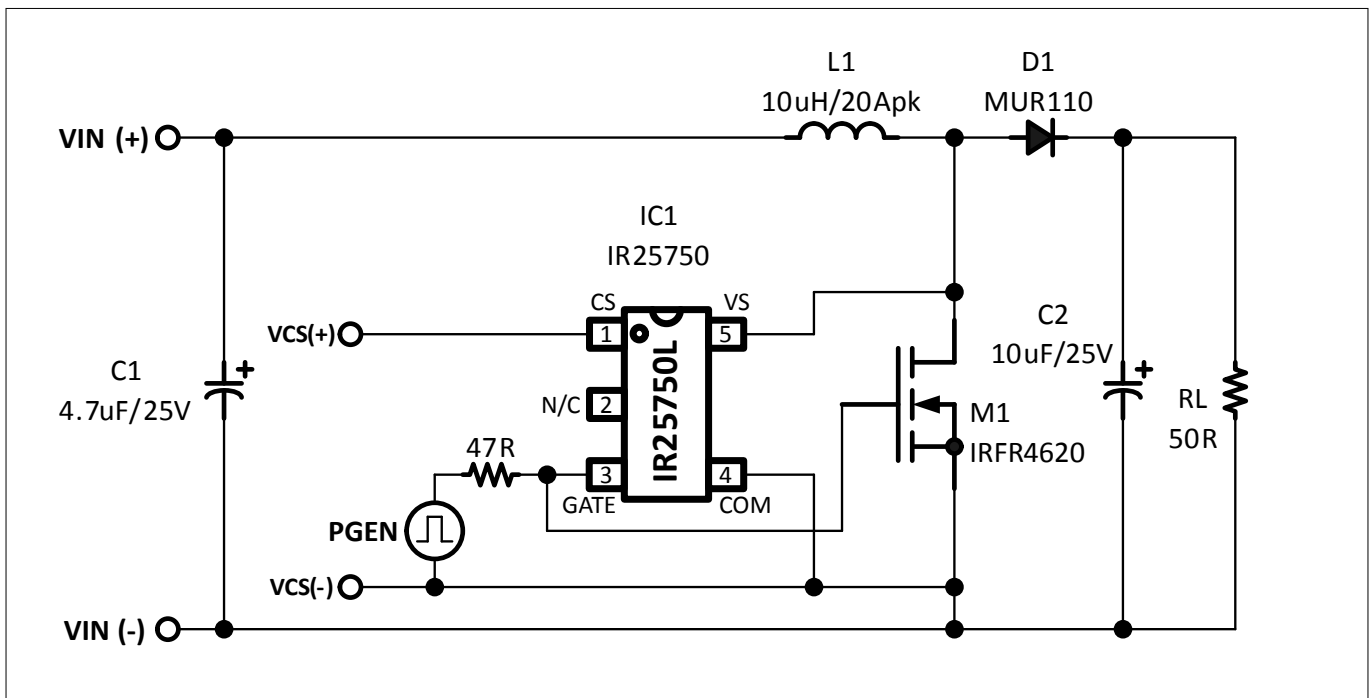 L1
10uH/20Apk
D1
MUR110
VIN (+)
IC1
IR25750
CS
VS
VCS(+)
1
5
C2
10uF/25V
C1
4.7uF/25V
N/C
2
IR25750L
M1
IRFR4620
RL
50R
47R
3
4
GATE
COM
PGEN
VCS(-)
VIN (-)